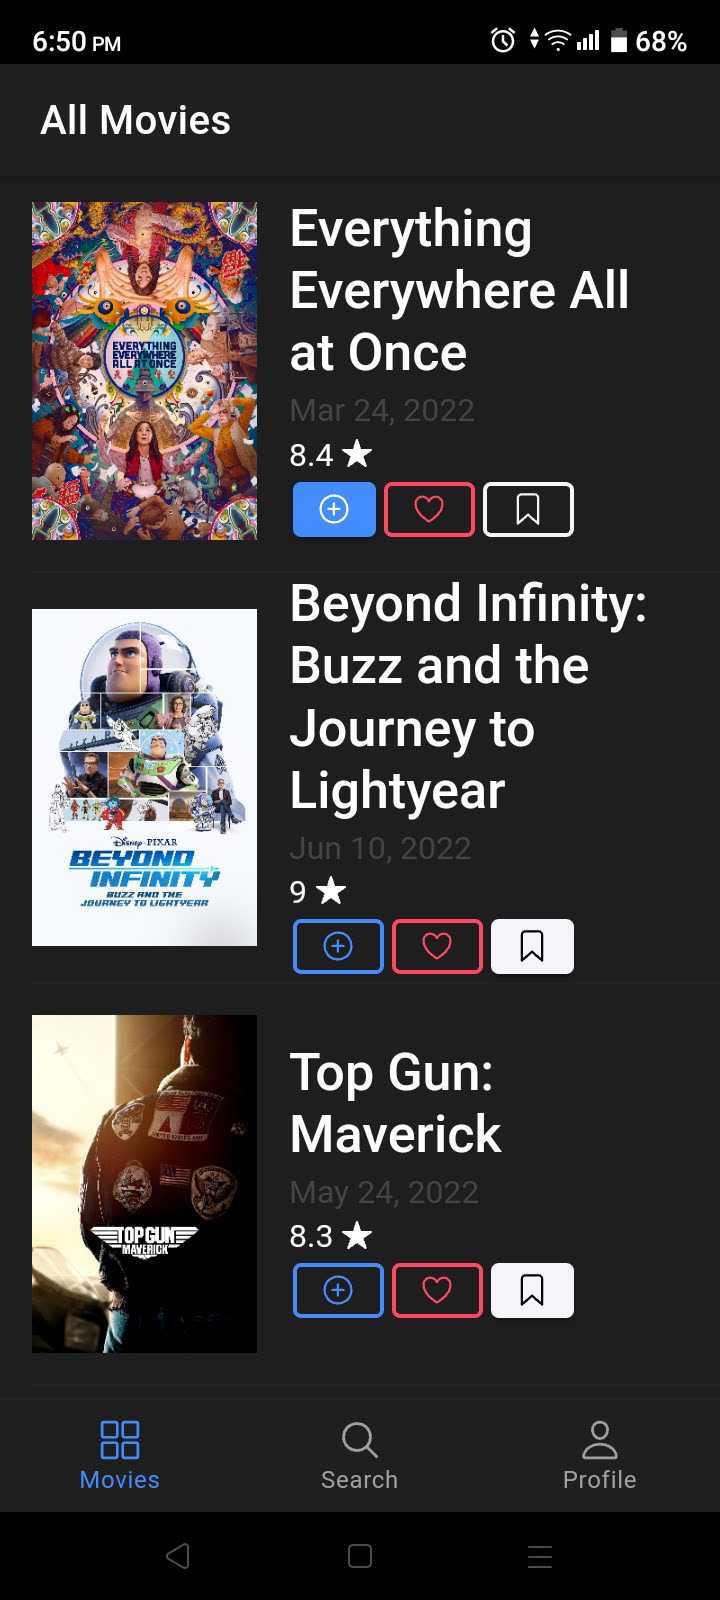 6:50 PM
68%
All Movies
EVERYTHING
EVERYWHERE
ALL AT ONCE
Everything
Everywhere All
at Once
Mar 24, 2022
8.4
Disney · PIXAR
BEYOND
INFINITY
BUZZ AND THE
JOURNEY TO LIGHTYEAR
Beyond Infinity:
Buzz and the
Journey to
Lightyear
Jun 10, 2022
9
TOP GUN
MAVERICK
Top Gun:
Maverick
May 24, 2022
8.3
Movies
Search
Profile